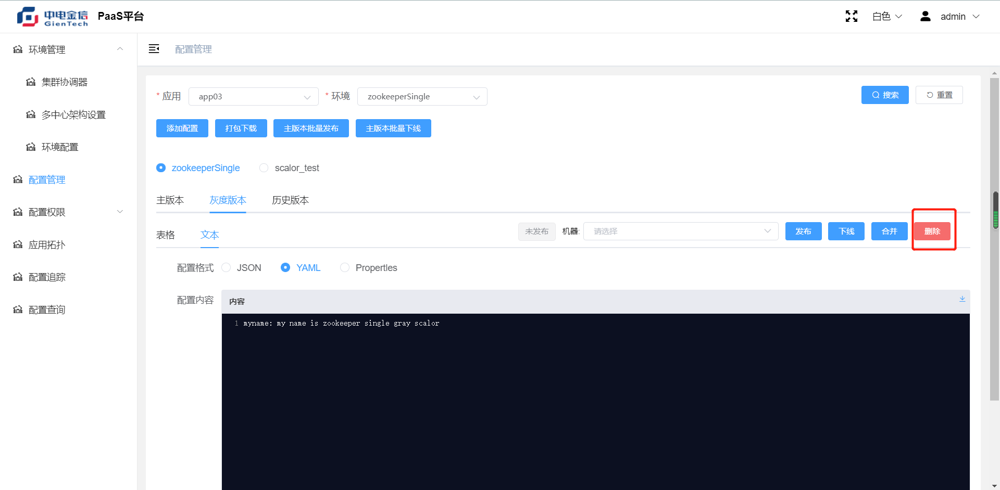 中电金信
GienTech
PaaS平台
白色
admin
环境管理
集群协调器
多中心架构设置
环境配置
配置管理
配置权限
应用拓扑
配置追踪
配置查询
配置管理
* 应用 app03 * 环境 zookeeperSingle 搜索 重置
添加配置 打包下载 主版本批量发布 主版本批量下线
zookeeperSingle scalor_test
主版本 灰度版本 历史版本
表格 文本 未发布 机器: 请选择 发布 下线 合并 删除
配置格式 JSON YAML Properties
配置内容 内容
1 myname: my name is zookeeper single gray scalor